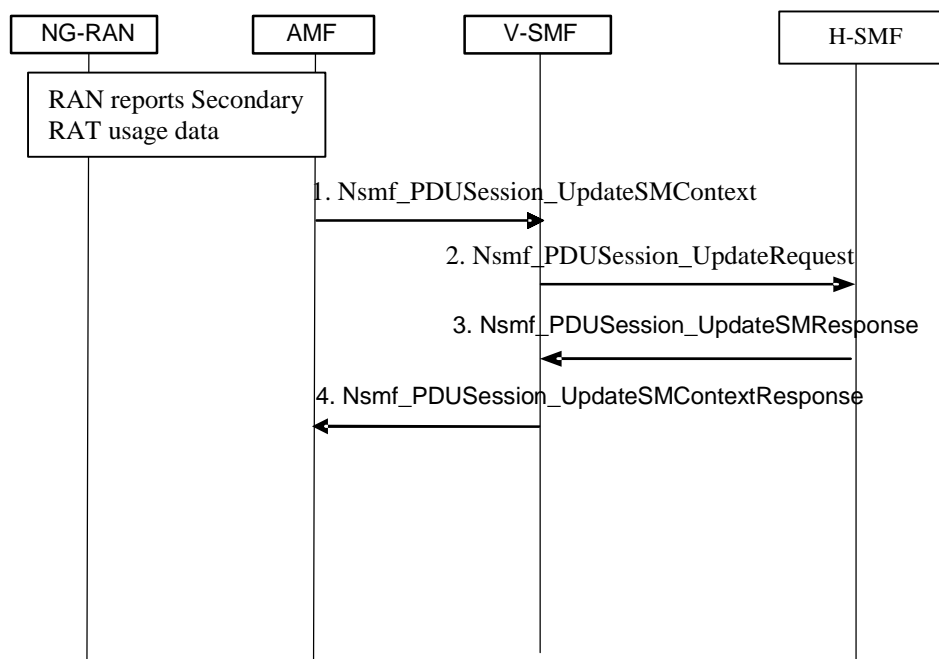 NG-RAN
AMF
V-SMF
H-SMF
RAN reports Secondary
RAT usage data
1. Nsmf_PDUSession_UpdateSMContext
2. Nsmf_PDUSession_UpdateRequest
3. Nsmf_PDUSession_UpdateSMResponse
4. Nsmf_PDUSession_UpdateSMContextResponse